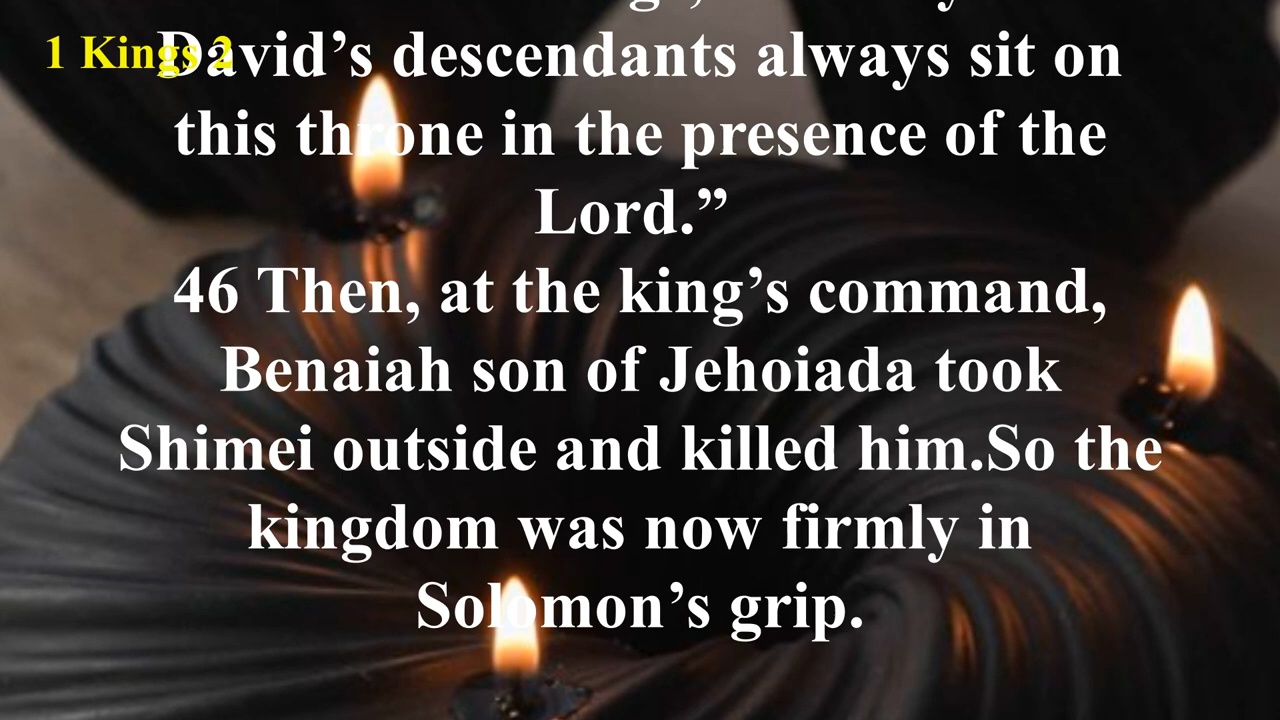 1 Kings 2
David’s descendants always sit on
this throne in the presence of the
Lord.”
46 Then, at the king’s command,
Benaiah son of Jehoiada took
Shimei outside and killed him.So the
kingdom was now firmly in
Solomon’s grip.